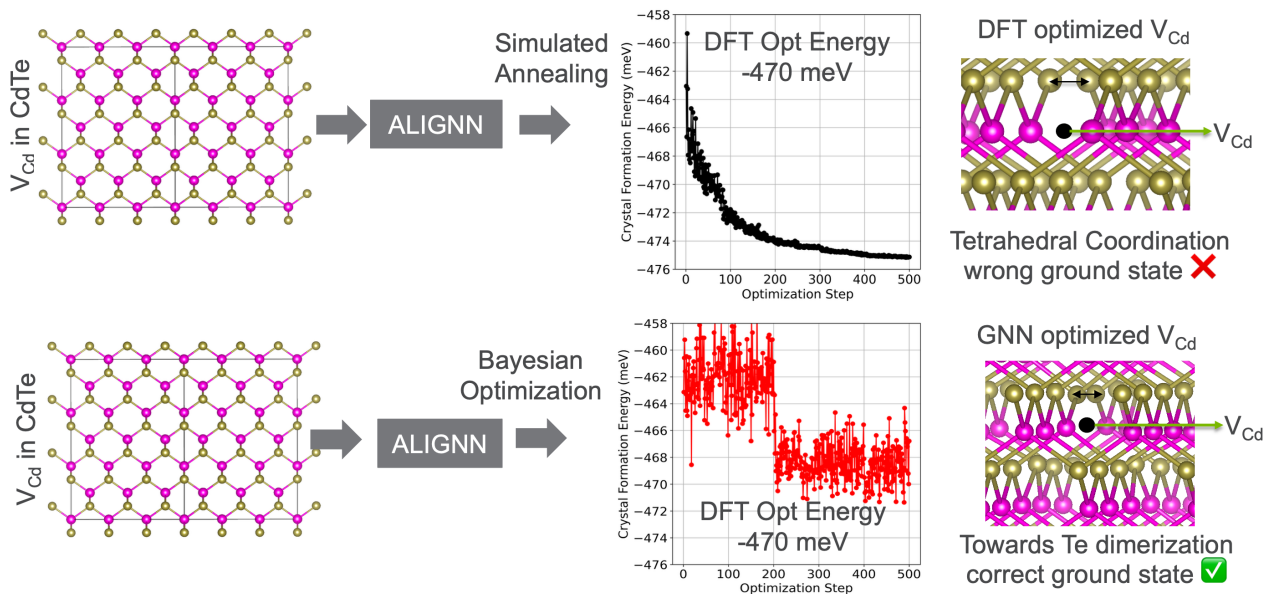 V_Cd in CdTe
ALIGNN
Simulated
Annealing
Crystal Formation Energy (meV)
−458
−460
−462
−464
−466
−468
−470
−472
−474
−476
DFT Opt Energy
-470 meV
0
100
200
300
400
500
Optimization Step
DFT optimized V_Cd
V_Cd
Tetrahedral Coordination
wrong ground state ❌
V_Cd in CdTe
ALIGNN
Bayesian
Optimization
Crystal Formation Energy (meV)
−458
−460
−462
−464
−466
−468
−470
−472
−474
−476
DFT Opt Energy
-470 meV
0
100
200
300
400
500
Optimization Step
GNN optimized V_Cd
V_Cd
Towards Te dimerization
correct ground state ✅